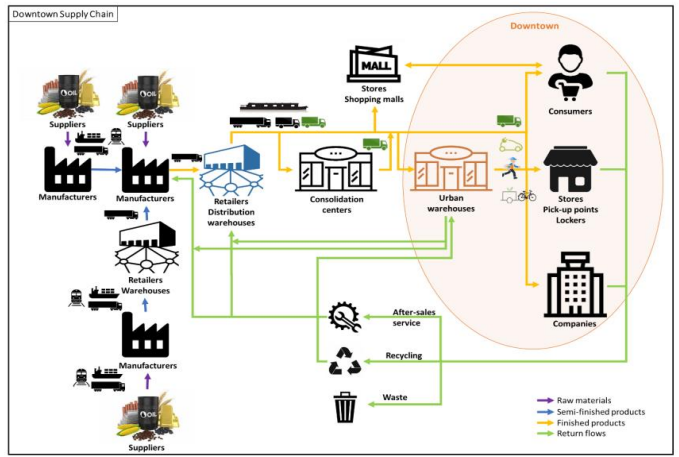 Downtown Supply Chain
Downtown
MALL
Stores
Shopping malls
Consumers
OIL
Suppliers
OIL
Suppliers
Manufacturers
Manufacturers
Retailers
Distribution
warehouses
Consolidation
centers
Urban
warehouses
Stores
Pick-up points
Lockers
Retailers
Warehouses
Companies
After-sales
service
Manufacturers
Recycling
Waste
OIL
Suppliers
Raw materials
Semi-finished products
Finished products
Return flows